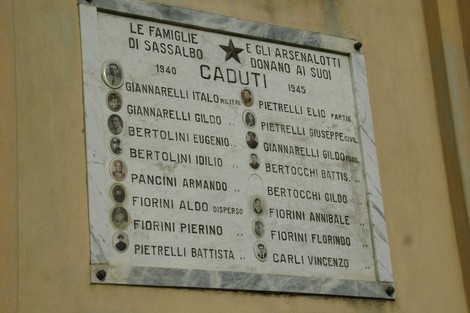 LE FAMIGLIE E GLI ARSENALOTTI
DI SASSALBO DONANO AI SUOI
1940 CADUTI 1945
GIANNARELLI ITALO MILITRE
GIANNARELLI GILDO "
BERTOLINI EUGENIO "
BERTOLINI IDILIO "
PANCINI ARMANDO "
FIORINI ALDO DISPERSO
FIORINI PIERINO "
PIETRELLI BATTISTA "
PIETRELLI ELIO PARTIG.
PIETRELLI GIUSEPPE CIVIL.
GIANNARELLI GILDO
BERTOCCHI BATTIS. "
BERTOCCHI GILDO "
FIORINI ANNIBALE "
FIORINI FLORINDO "
CARLI VINCENZO "